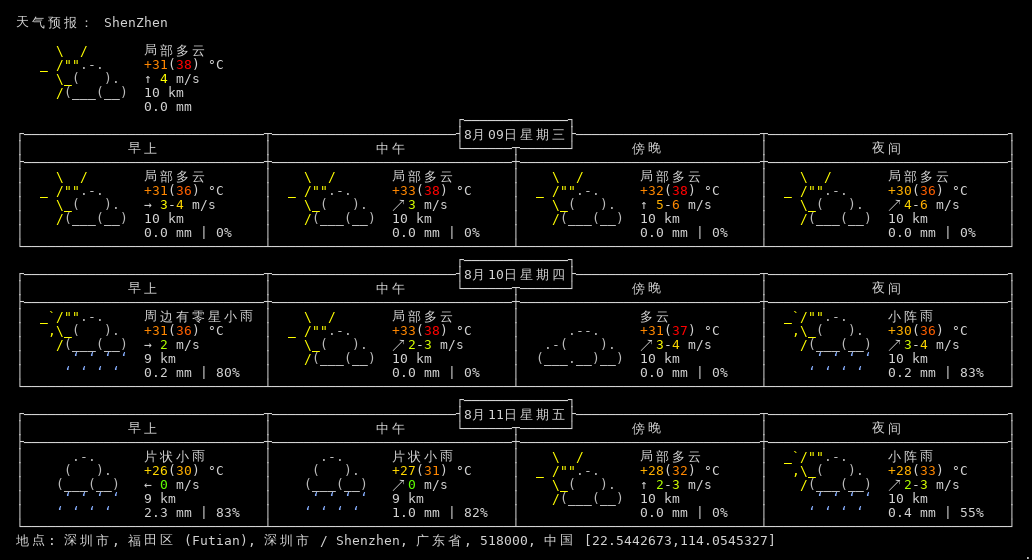 天气预报： ShenZhen
局部多云
+31(38) °C
↑ 4 m/s
10 km
0.0 mm
8月09日星期三
早上 中午 傍晚 夜间
局部多云 局部多云 局部多云 局部多云
+31(36) °C +33(38) °C +32(38) °C +30(36) °C
→ 3-4 m/s ↗ 3 m/s ↑ 5-6 m/s ↗ 4-6 m/s
10 km 10 km 10 km 10 km
0.0 mm | 0% 0.0 mm | 0% 0.0 mm | 0% 0.0 mm | 0%
8月10日星期四
早上 中午 傍晚 夜间
周边有零星小雨 局部多云 多云 小阵雨
+31(36) °C +33(38) °C +31(37) °C +30(36) °C
→ 2 m/s ↗ 2-3 m/s ↗ 3-4 m/s ↗ 3-4 m/s
9 km 10 km 10 km 10 km
0.2 mm | 80% 0.0 mm | 0% 0.0 mm | 0% 0.2 mm | 83%
8月11日星期五
早上 中午 傍晚 夜间
片状小雨 片状小雨 局部多云 小阵雨
+26(30) °C +27(31) °C +28(32) °C +28(33) °C
← 0 m/s ↗ 0 m/s ↑ 2-3 m/s ↗ 2-3 m/s
9 km 9 km 10 km 10 km
2.3 mm | 83% 1.0 mm | 82% 0.0 mm | 0% 0.4 mm | 55%
地点: 深圳市, 福田区 (Futian), 深圳市 / Shenzhen, 广东省, 518000, 中国 [22.5442673,114.0545327]